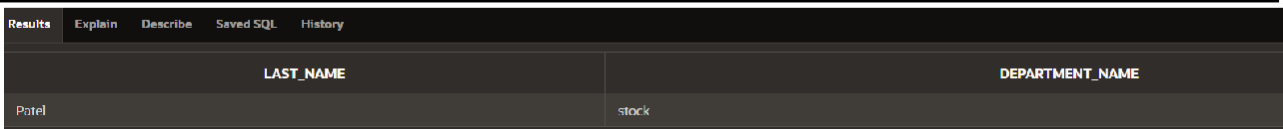 Results Explain Describe Saved SQL History
LAST_NAME DEPARTMENT_NAME
Patel stock